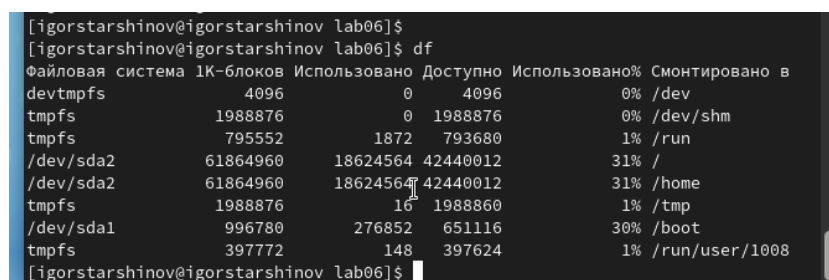 [igorstarshinov@igorstarshinov lab06]$
[igorstarshinov@igorstarshinov lab06]$ df
Файловая система 1K-блоков Использовано Доступно Использовано% Смонтировано в
devtmpfs 4096 0 4096 0% /dev
tmpfs 1988876 0 1988876 0% /dev/shm
tmpfs 795552 1872 793680 1% /run
/dev/sda2 61864960 18624564 42440012 31% /
/dev/sda2 61864960 18624564 42440012 31% /home
tmpfs 1988876 16 1988860 1% /tmp
/dev/sda1 996780 276852 651116 30% /boot
tmpfs 397772 148 397624 1% /run/user/1008
[igorstarshinov@igorstarshinov lab06]$